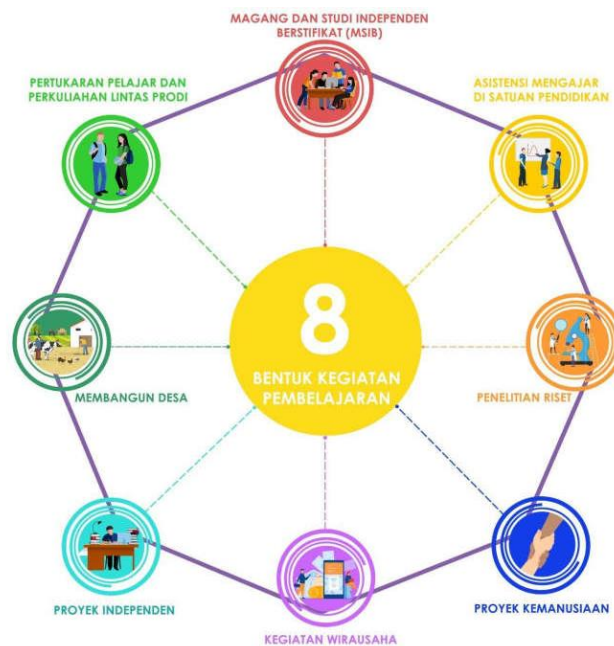 MAGANG DAN STUDI INDEPENDEN
BERSTIFIKAT (MSIB)
PERTUKARAN PELAJAR DAN
PERKULIAHAN LINTAS PRODI
ASISTENSI MENGAJAR
DI SATUAN PENDIDIKAN
8
BENTUK KEGIATAN
PEMBELAJARAN
MEMBANGUN DESA
PENELITIAN RISET
PROYEK INDEPENDEN
PROYEK KEMANUSIAAN
KEGIATAN WIRAUSAHA